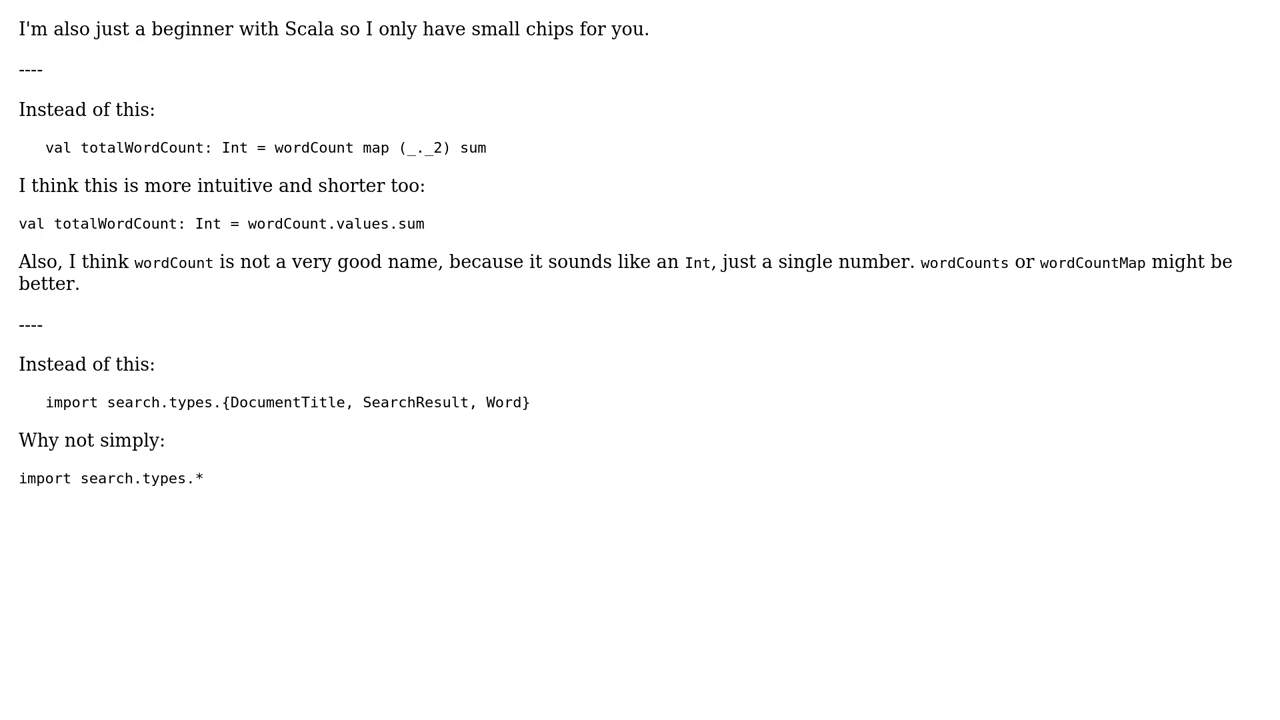 I'm also just a beginner with Scala so I only have small chips for you.
----
Instead of this:
val totalWordCount: Int = wordCount map (_._2) sum
I think this is more intuitive and shorter too:
val totalWordCount: Int = wordCount.values.sum
Also, I think wordCount is not a very good name, because it sounds like an Int, just a single number. wordCounts or wordCountMap might be
better.
----
Instead of this:
import search.types.{DocumentTitle, SearchResult, Word}
Why not simply:
import search.types.*